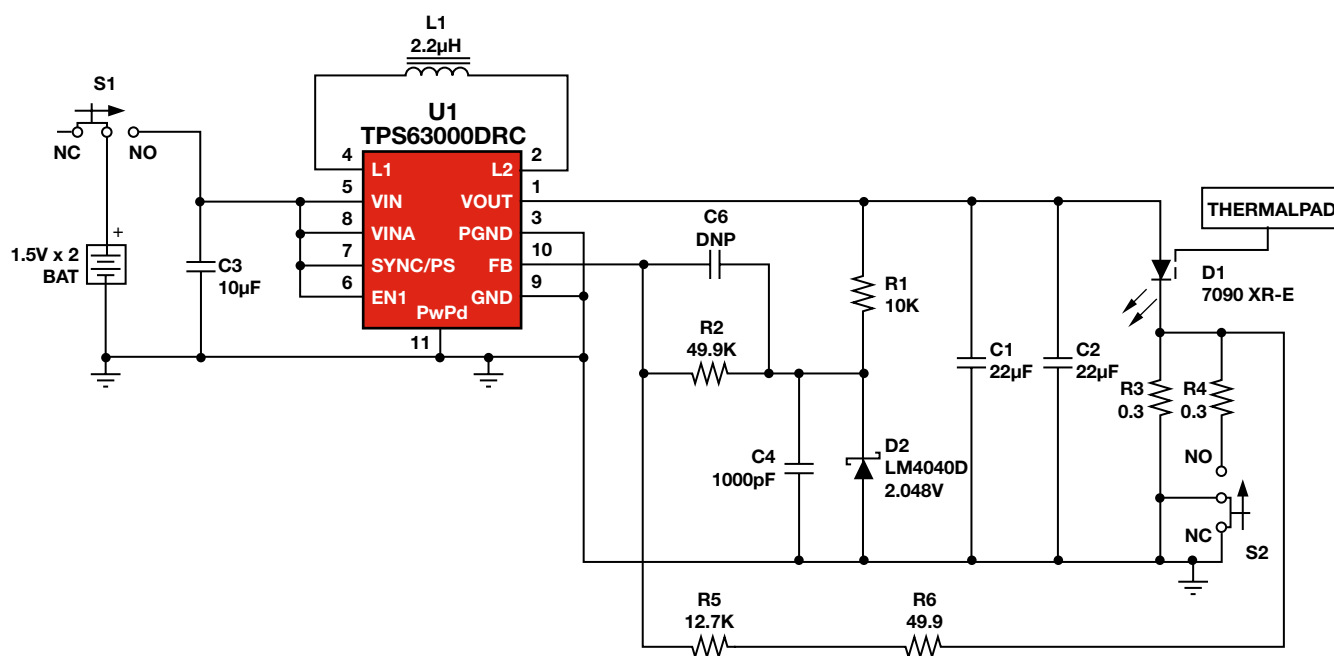 L1
2.2µH
S1
NC
NO
1.5V x 2
BAT
+
C3
10µF
U1
TPS63000DRC
4
L1
L2
2
5
VIN
VOUT
1
8
VINA
PGND
3
7
SYNC/PS
FB
10
6
EN1
GND
9
PwPd
11
C6
DNP
R2
49.9K
R1
10K
C4
1000pF
D2
LM4040D
2.048V
C1
22µF
C2
22µF
THERMALPAD
D1
7090 XR-E
R3
0.3
R4
0.3
NO
NC
S2
R5
12.7K
R6
49.9